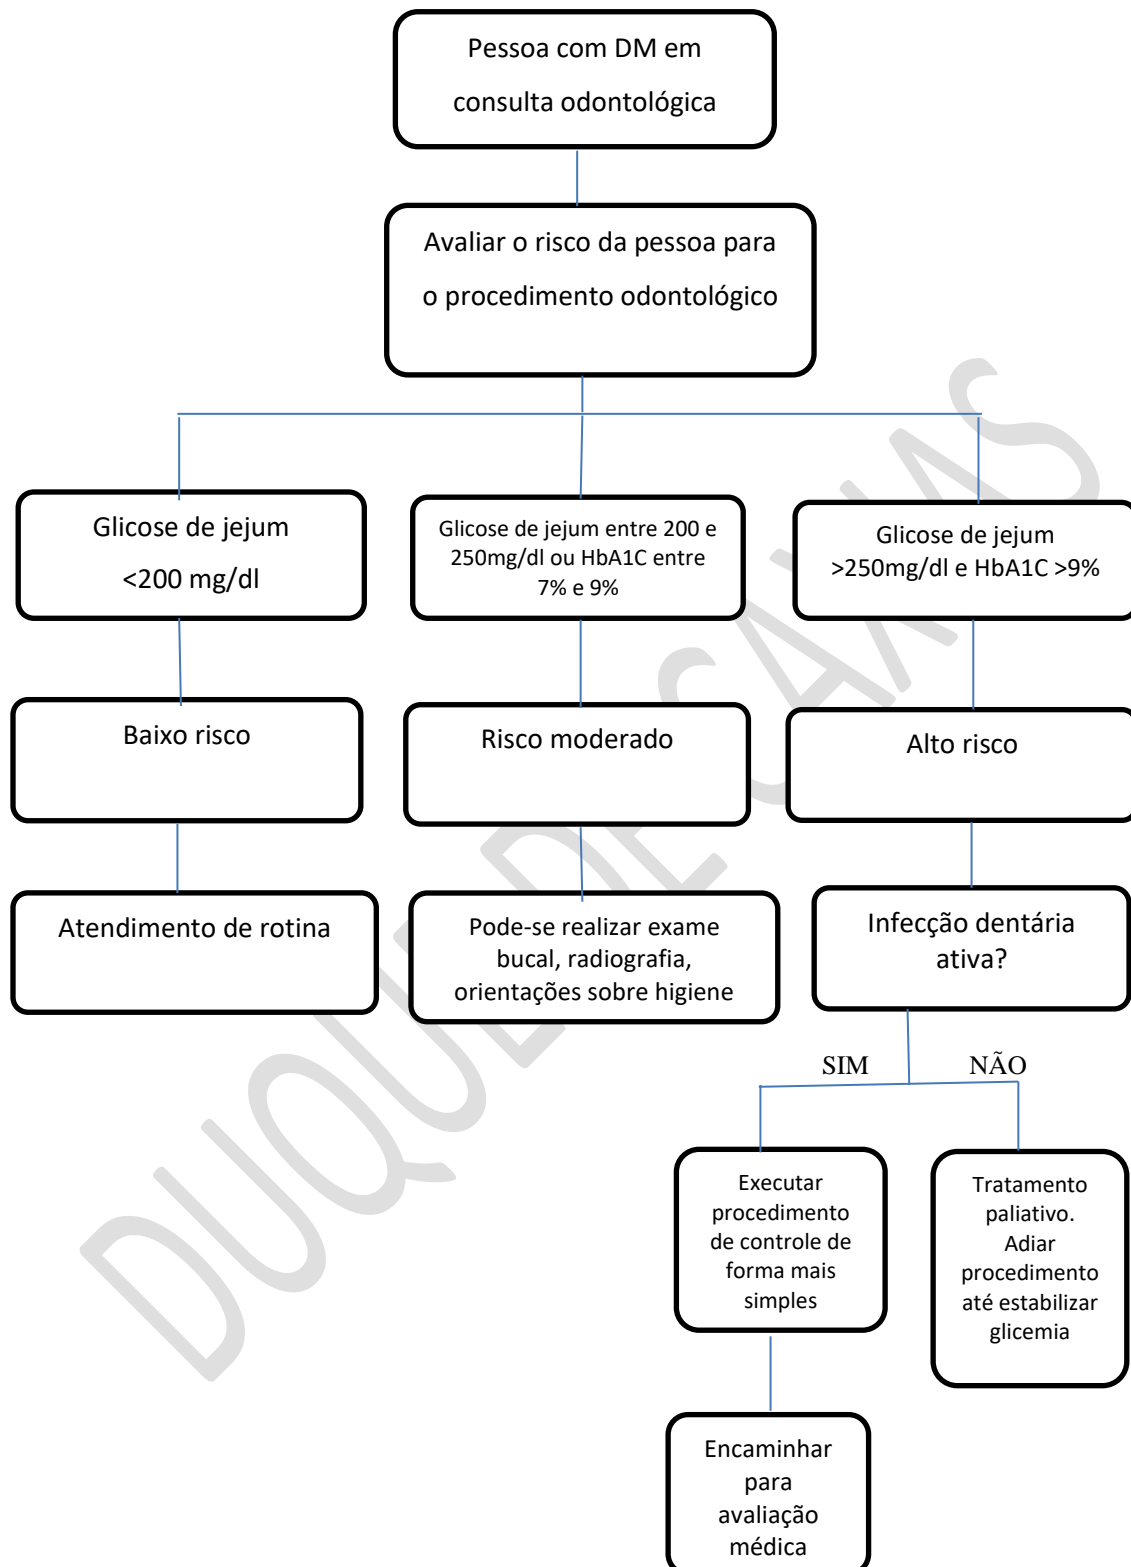 Pessoa com DM em
consulta odontológica
Avaliar o risco da pessoa para
o procedimento odontológico
Glicose de jejum
<200 mg/dl
Glicose de jejum entre 200 e
250mg/dl ou HbA1C entre
7% e 9%
Glicose de jejum
>250mg/dl e HbA1C >9%
Baixo risco
Risco moderado
Alto risco
Atendimento de rotina
Pode-se realizar exame
bucal, radiografia,
orientações sobre higiene
Infecção dentária
ativa?
SIM
NÃO
Executar
procedimento
de controle de
forma mais
simples
Tratamento
paliativo.
Adiar
procedimento
até estabilizar
glicemia
Encaminhar
para
avaliação
médica
DUQUE DE CAXIAS